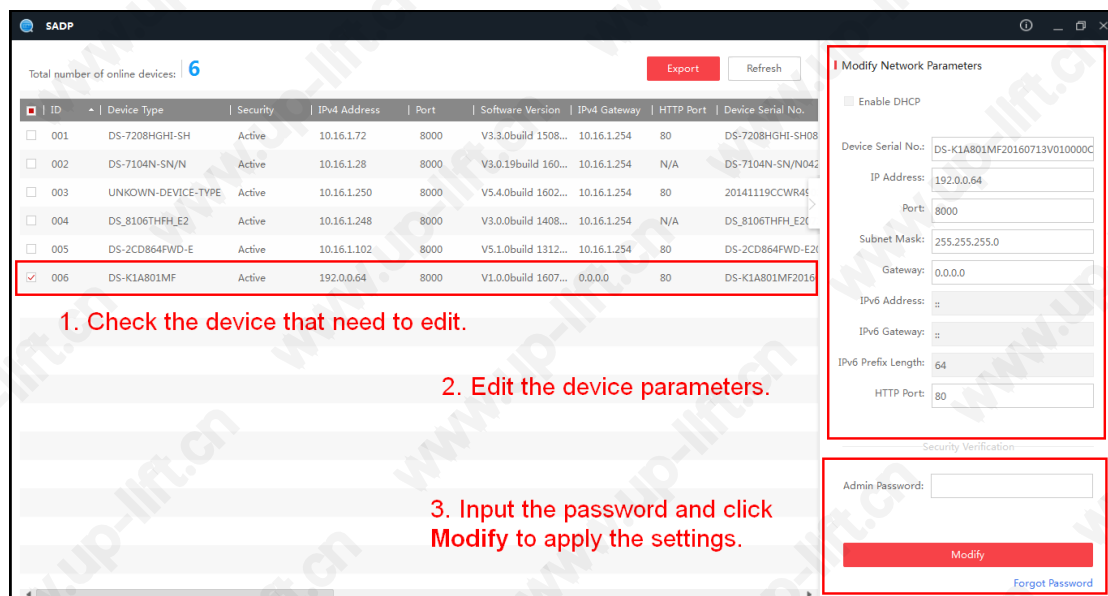 SADP
Total number of online devices: 6
Export
Refresh
ID | Device Type | Security | IPv4 Address | Port | Software Version | IPv4 Gateway | HTTP Port | Device Serial No.
001 DS-7208HGHI-SH Active 10.16.1.72 8000 V3.3.0build 1508... 10.16.1.254 80 DS-7208HGHI-SH08
002 DS-7104N-SN/N Active 10.16.1.28 8000 V3.0.19build 160... 10.16.1.254 N/A DS-7104N-SN/N042
003 UNKOWN-DEVICE-TYPE Active 10.16.1.250 8000 V5.4.0build 1602... 10.16.1.254 80 20141119CCWR49
004 DS_8106THFH_E2 Active 10.16.1.248 8000 V3.0.0build 1408... 10.16.1.254 N/A DS_8106THFH_E20
005 DS-2CD864FWD-E Active 10.16.1.102 8000 V5.1.0build 1312... 10.16.1.254 80 DS-2CD864FWD-E20
006 DS-K1A801MF Active 192.0.0.64 8000 V1.0.0build 1607... 0.0.0.0 80 DS-K1A801MF2016
1. Check the device that need to edit.
2. Edit the device parameters.
3. Input the password and click
Modify to apply the settings.
Modify Network Parameters
Enable DHCP
Device Serial No.: DS-K1A801MF20160713V010000C
IP Address: 192.0.0.64
Port: 8000
Subnet Mask: 255.255.255.0
Gateway: 0.0.0.0
IPv6 Address: ::
IPv6 Gateway: ::
IPv6 Prefix Length: 64
HTTP Port: 80
Security Verification
Admin Password:
Modify
Forgot Password
www.up-lift.cn